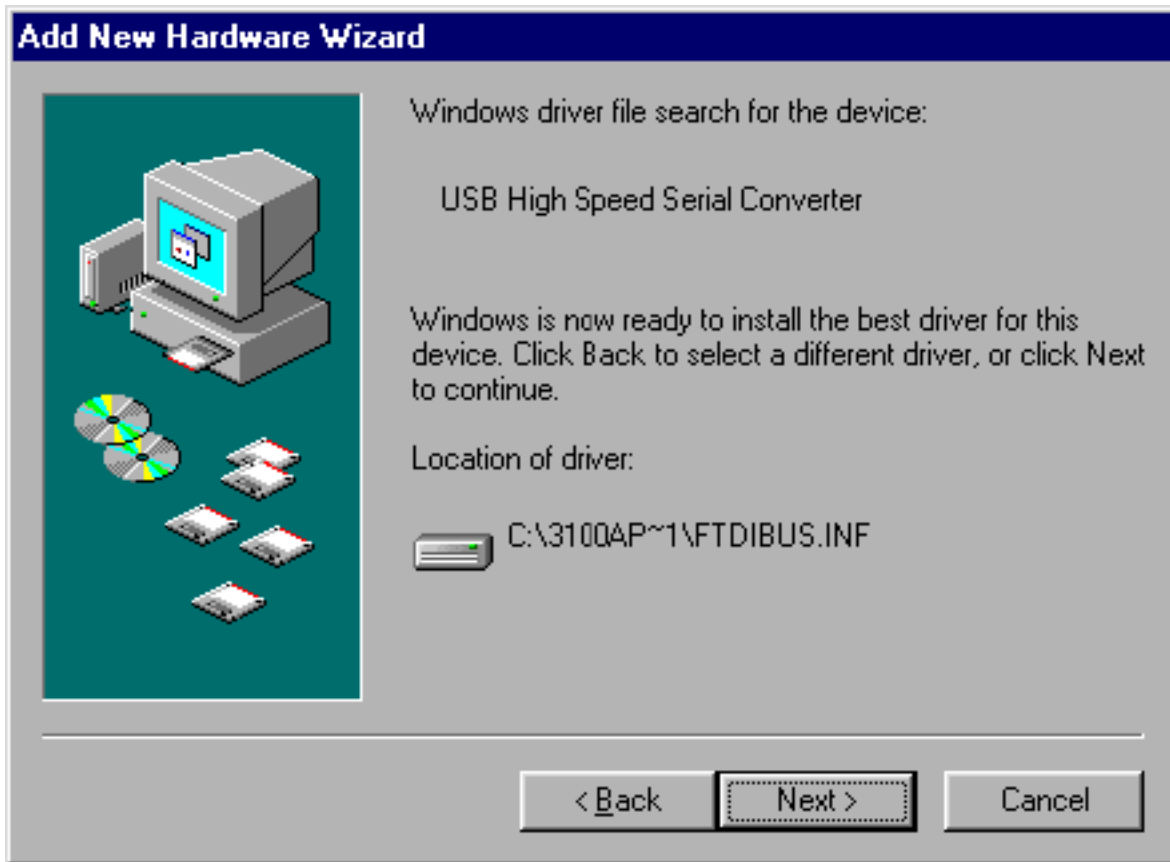 Add New Hardware Wizard
Windows driver file search for the device:
USB High Speed Serial Converter
Windows is now ready to install the best driver for this
device. Click Back to select a different driver, or click Next
to continue.
Location of driver:
C:\3100AP~1\FTDIBUS.INF
< Back
Next >
Cancel